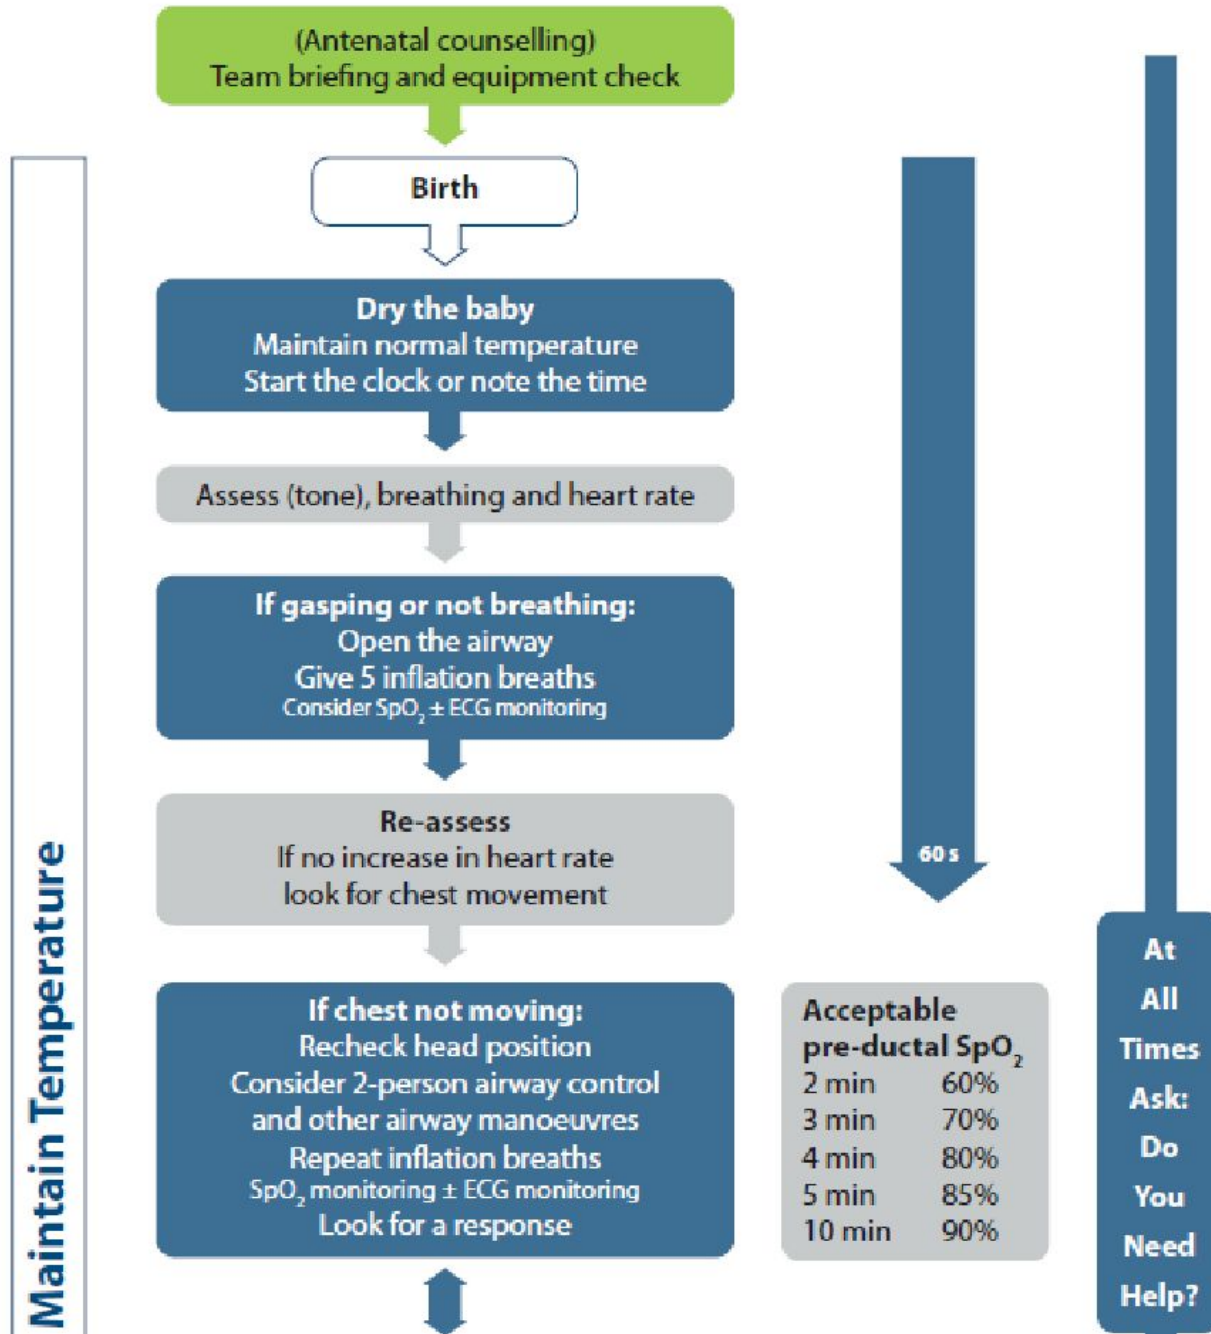 (Antenatal counselling)
Team briefing and equipment check
Birth
Dry the baby
Maintain normal temperature
Start the clock or note the time
Assess (tone), breathing and heart rate
If gasping or not breathing:
Open the airway
Give 5 inflation breaths
Consider SpO₂ ± ECG monitoring
Re-assess
If no increase in heart rate
look for chest movement
If chest not moving:
Recheck head position
Consider 2-person airway control
and other airway manoeuvres
Repeat inflation breaths
SpO₂ monitoring ± ECG monitoring
Look for a response
Maintain Temperature
60 s
Acceptable
pre-ductal SpO₂
2 min 60%
3 min 70%
4 min 80%
5 min 85%
10 min 90%
At
All
Times
Ask:
Do
You
Need
Help?